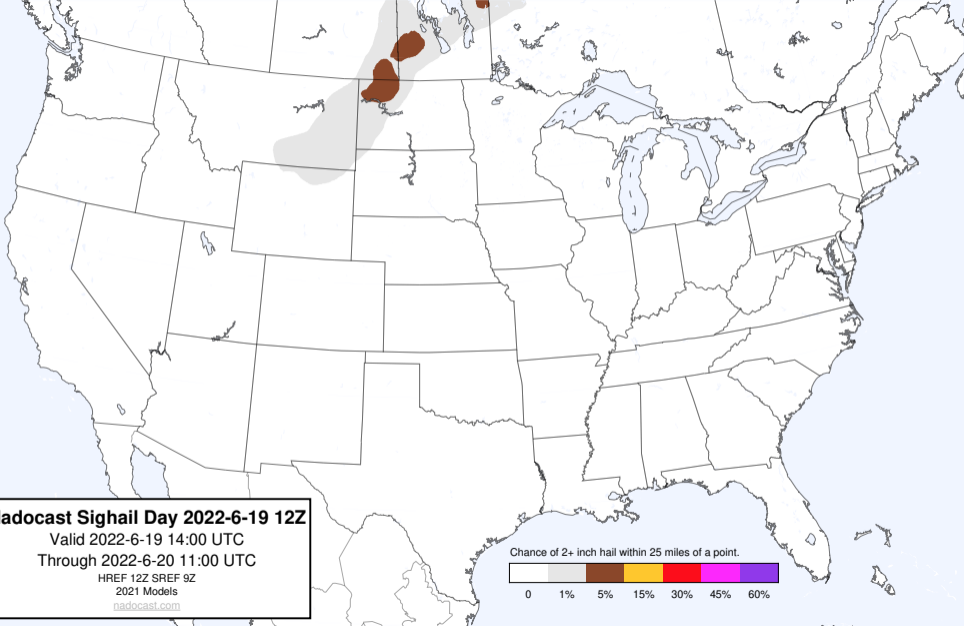 adocast Sighail Day 2022-6-19 12Z
Valid 2022-6-19 14:00 UTC
Through 2022-6-20 11:00 UTC
HREF 12Z SREF 9Z
2021 Models
nadocast.com
Chance of 2+ inch hail within 25 miles of a point.
0 1% 5% 15% 30% 45% 60%